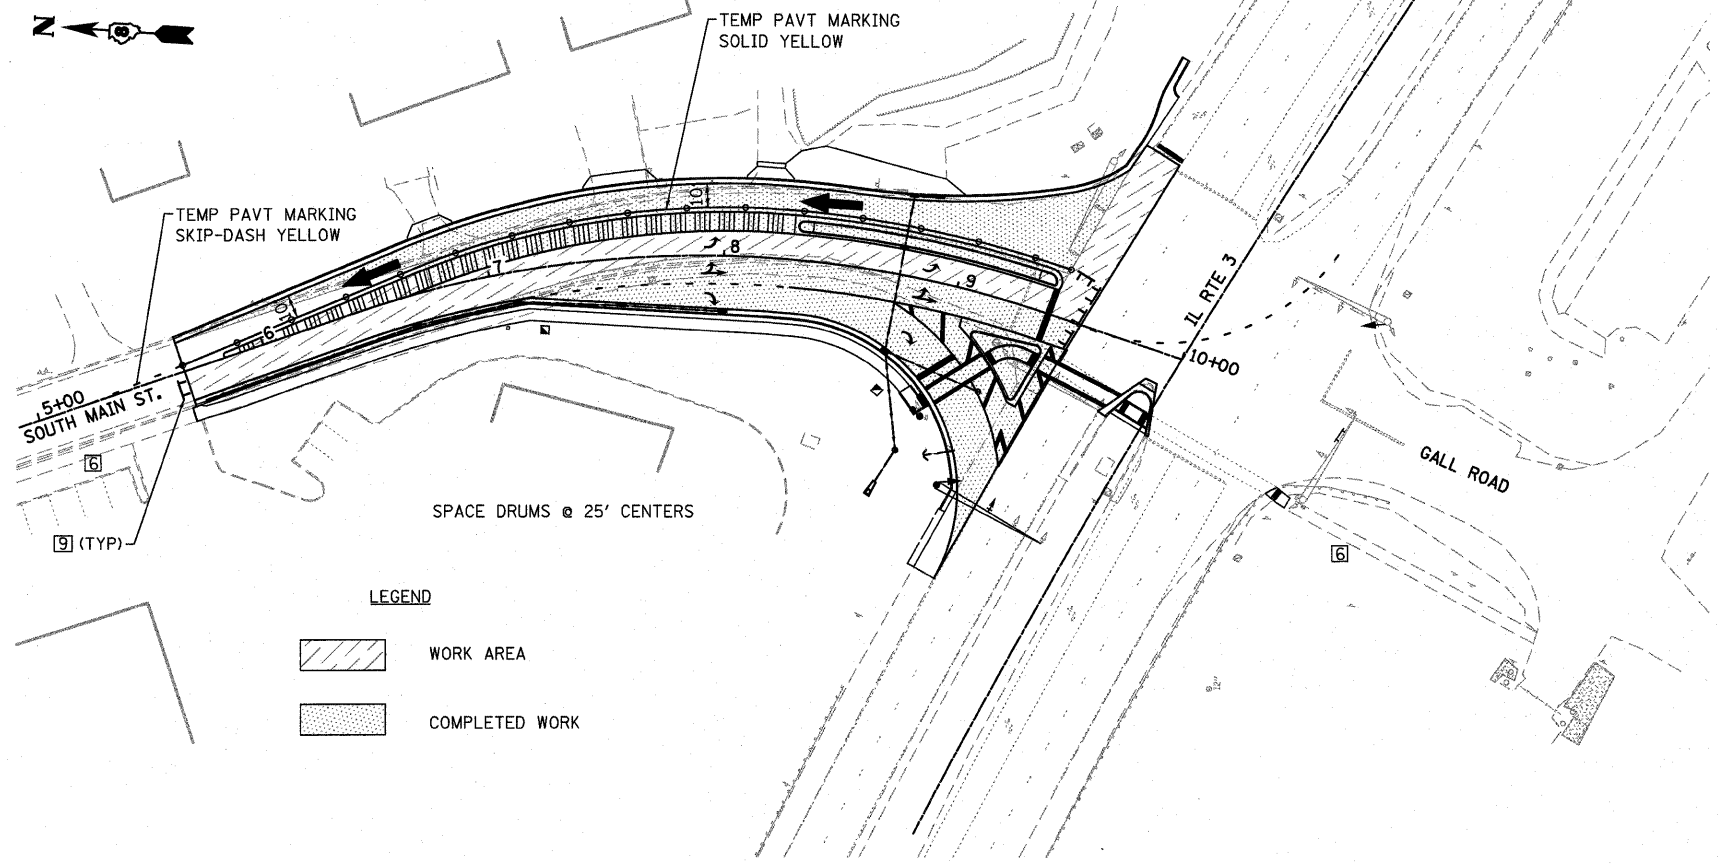 N
8
TEMP PAVT MARKING
SOLID YELLOW
TEMP PAVT MARKING
SKIP-DASH YELLOW
10
10
5+00
6
7
8
9
10+00
SOUTH MAIN ST.
IL RTE 3
GALL ROAD
6
6
9 (TYP)
SPACE DRUMS @ 25' CENTERS
LEGEND
WORK AREA
COMPLETED WORK
12"